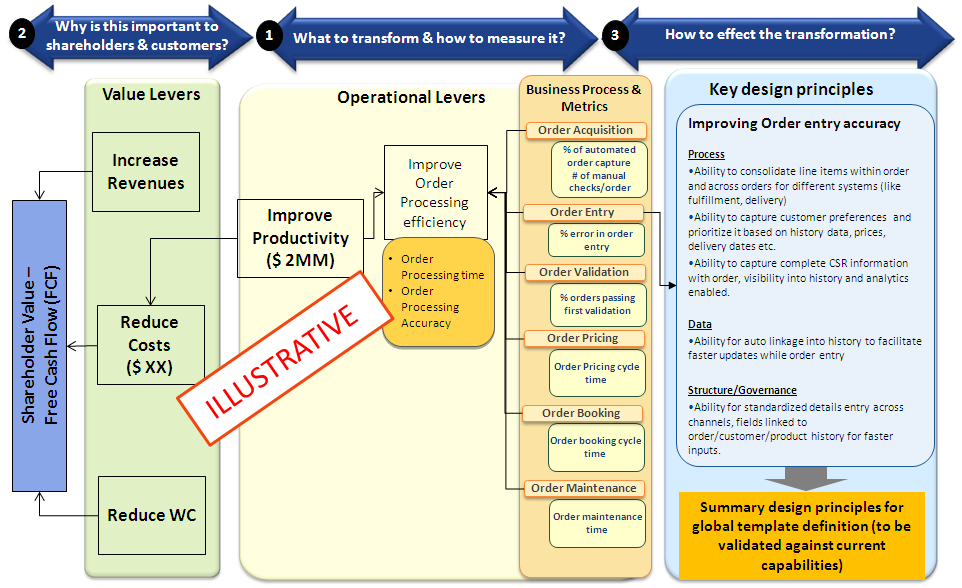 2
Why is this important to
shareholders & customers?
1
What to transform & how to measure it?
3
How to effect the transformation?
Value Levers
Increase
Revenues
Shareholder Value –
Free Cash Flow (FCF)
Reduce
Costs
($ XX)
Reduce WC
Operational Levers
Improve
Productivity
($ 2MM)
Improve
Order
Processing
efficiency
• Order
Processing time
• Order
Processing
Accuracy
ILLUSTRATIVE
Business Process &
Metrics
Order Acquisition
% of automated
order capture
# of manual
checks/order
Order Entry
% error in order
entry
Order Validation
% orders passing
first validation
Order Pricing
Order Pricing cycle
time
Order Booking
Order booking cycle
time
Order Maintenance
Order maintenance
time
Key design principles
Improving Order entry accuracy
Process
•Ability to consolidate line items within order
and across orders for different systems (like
fulfillment, delivery)
•Ability to capture customer preferences and
prioritize it based on history data, prices,
delivery dates etc.
•Ability to capture complete CSR information
with order, visibility into history and analytics
enabled.
Data
•Ability for auto linkage into history to facilitate
faster updates while order entry
Structure/Governance
•Ability for standardized details entry across
channels, fields linked to
order/customer/product history for faster
inputs.
Summary design principles for
global template definition (to be
validated against current
capabilities)